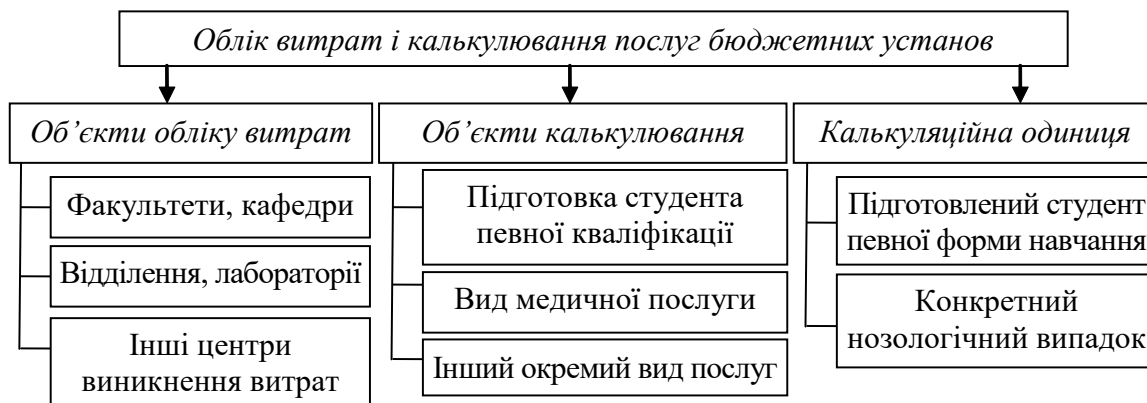 Облік витрат і калькулювання послуг бюджетних установ
Об’єкти обліку витрат
Факультети, кафедри
Відділення, лабораторії
Інші центри
виникнення витрат
Об’єкти калькулювання
Підготовка студента
певної кваліфікації
Вид медичної послуги
Інший окремий вид послуг
Калькуляційна одиниця
Підготовлений студент
певної форми навчання
Конкретний
нозологічний випадок